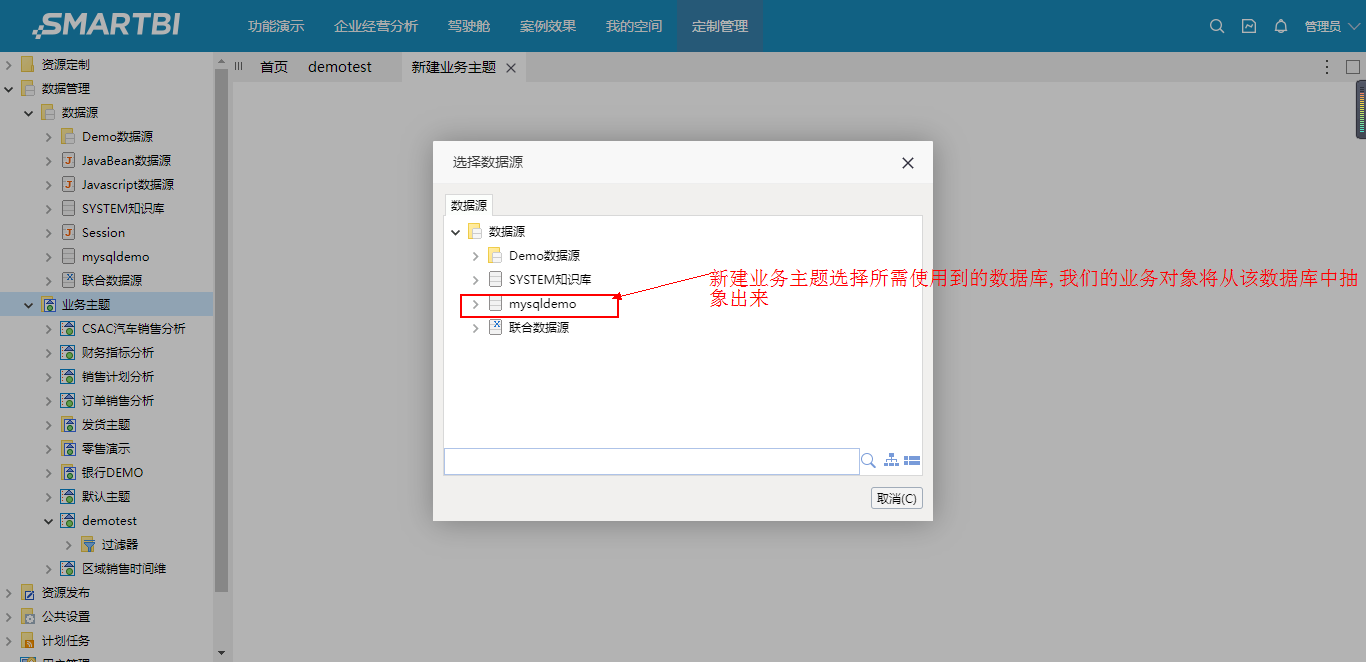 SMARTBI
功能演示
企业经营分析
驾驶舱
案例效果
我的空间
定制管理
管理员
首页
demotest
新建业务主题
资源定制
数据管理
数据源
Demo数据源
JavaBean数据源
Javascript数据源
SYSTEM知识库
Session
mysqldemo
联合数据源
业务主题
CSAC汽车销售分析
财务指标分析
销售计划分析
订单销售分析
发货主题
零售演示
银行DEMO
默认主题
demotest
过滤器
区域销售时间维
资源发布
公共设置
计划任务
选择数据源
数据源
数据源
Demo数据源
SYSTEM知识库
mysqldemo
联合数据源
取消(C)
新建业务主题选择所需使用到的数据库,我们的业务对象将从该数据库中抽
象出来